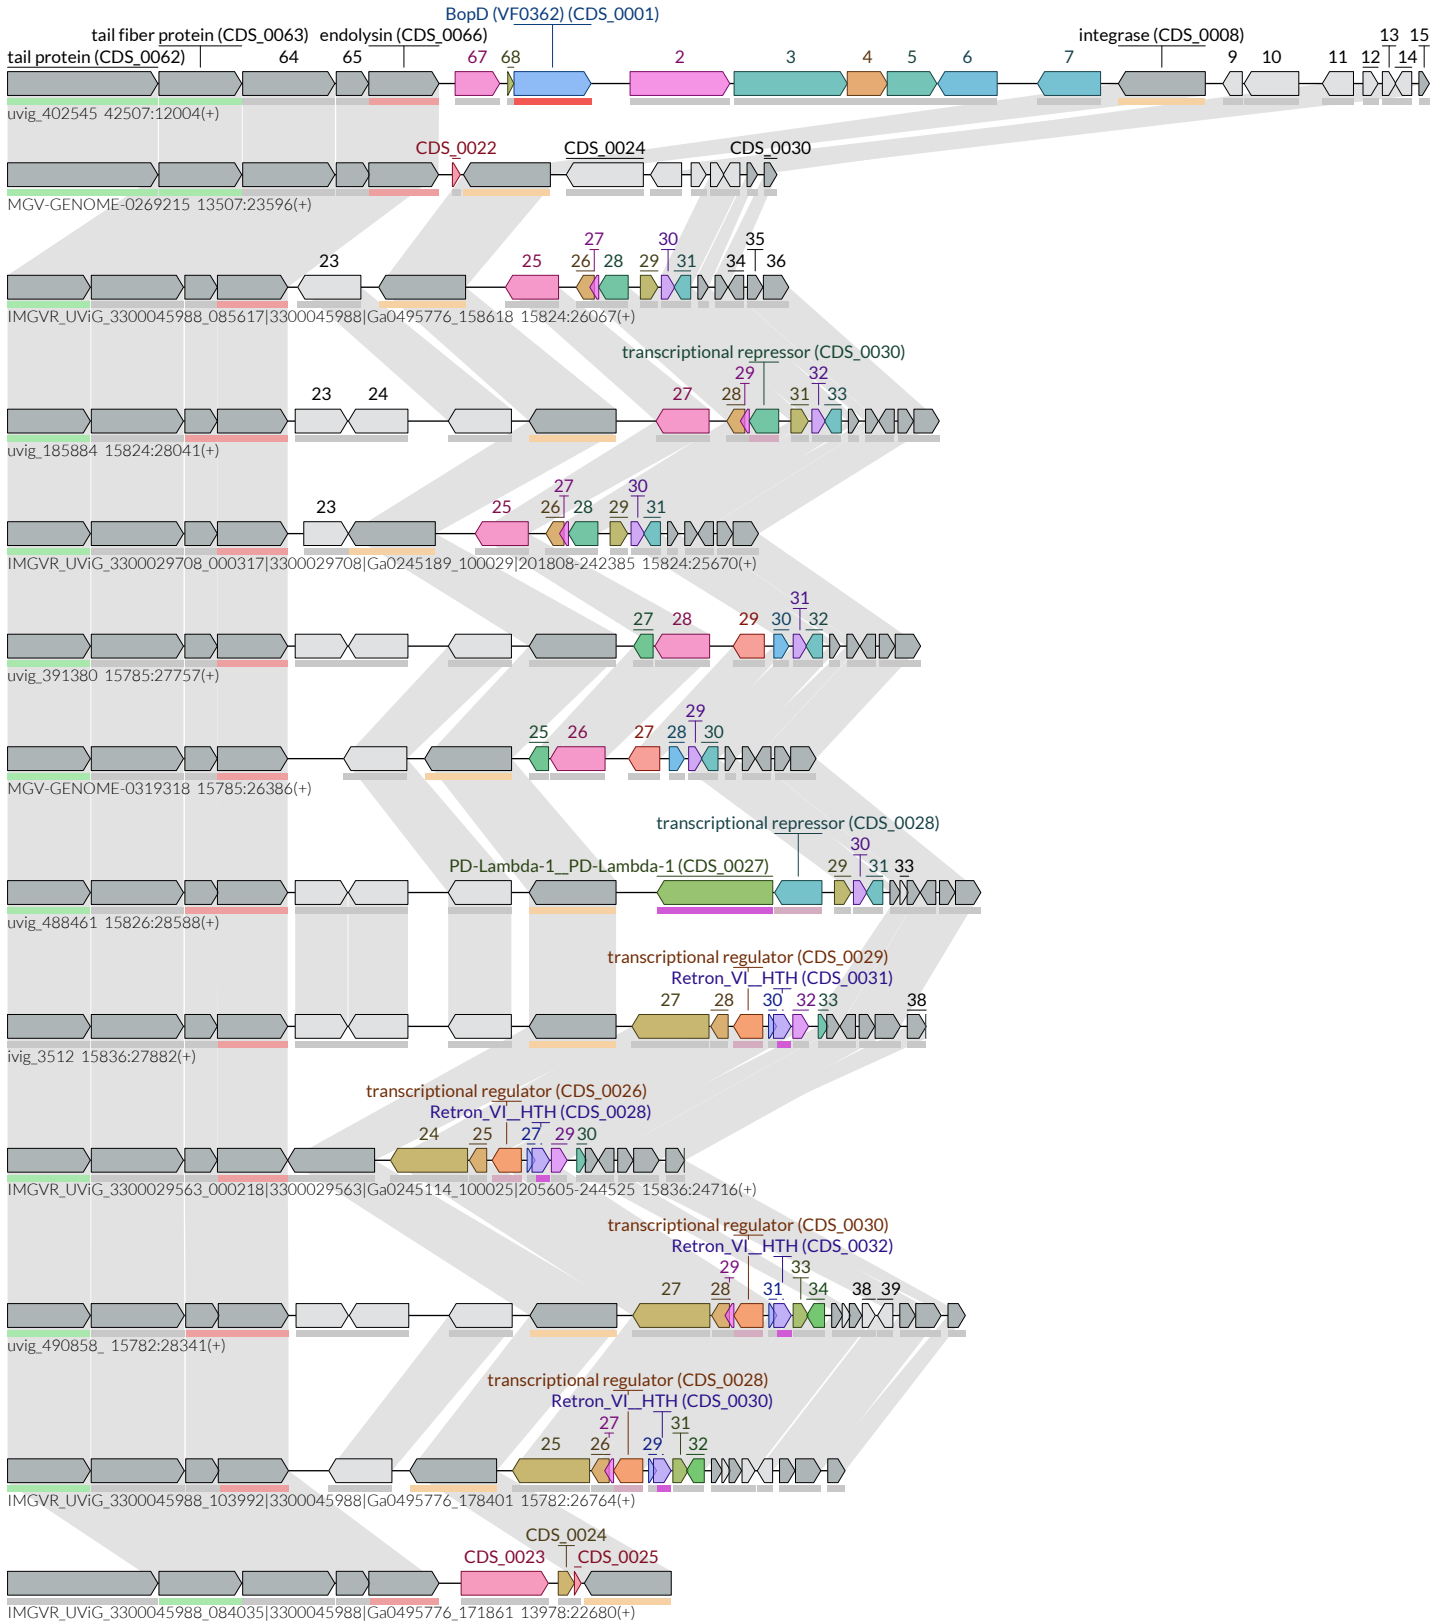 BopD (VF0362) (CDS_0001)
tail fiber protein (CDS_0063) endolysin (CDS_0066) integrase (CDS_0008) 13 15
tail protein (CDS_0062) 64 65 67 68 2 3 4 5 6 7 9 10 11 12 14
uvig_402545 42507:12004(+)
CDS_0022 CDS_0024 CDS_0030
MGV-GENOME-0269215 13507:23596(+)
27 30 35
23 25 26 28 29 31 34 36
IMGVR_UViG_3300045988_085617|3300045988|Ga0495776_158618 15824:26067(+)
transcriptional repressor (CDS_0030)
29 32
23 24 27 28 31 33
uvig_185884 15824:28041(+)
27 30
23 25 26 28 29 31
IMGVR_UViG_3300029708_000317|3300029708|Ga0245189_100029|201808-242385 15824:25670(+)
31
27 28 29 30 32
uvig_391380 15785:27757(+)
29
25 26 27 28 30
MGV-GENOME-0319318 15785:26386(+)
transcriptional repressor (CDS_0028)
30
PD-Lambda-1__PD-Lambda-1 (CDS_0027) 29 31 33
uvig_488461 15826:28588(+)
transcriptional regulator (CDS_0029)
Retron_VI__HTH (CDS_0031)
27 28 30 32 33 38
ivig_3512 15836:27882(+)
transcriptional regulator (CDS_0026)
Retron_VI__HTH (CDS_0028)
24 25 27 29 30
IMGVR_UViG_3300029563_000218|3300029563|Ga0245114_100025|205605-244525 15836:24716(+)
transcriptional regulator (CDS_0030)
Retron_VI__HTH (CDS_0032)
29 33
27 28 31 34 38 39
uvig_490858_ 15782:28341(+)
transcriptional regulator (CDS_0028)
Retron_VI__HTH (CDS_0030)
27 31
25 26 29 32
IMGVR_UViG_3300045988_103992|3300045988|Ga0495776_178401 15782:26764(+)
CDS_0024
CDS_0023 CDS_0025
IMGVR_UViG_3300045988_084035|3300045988|Ga0495776_171861 13978:22680(+)